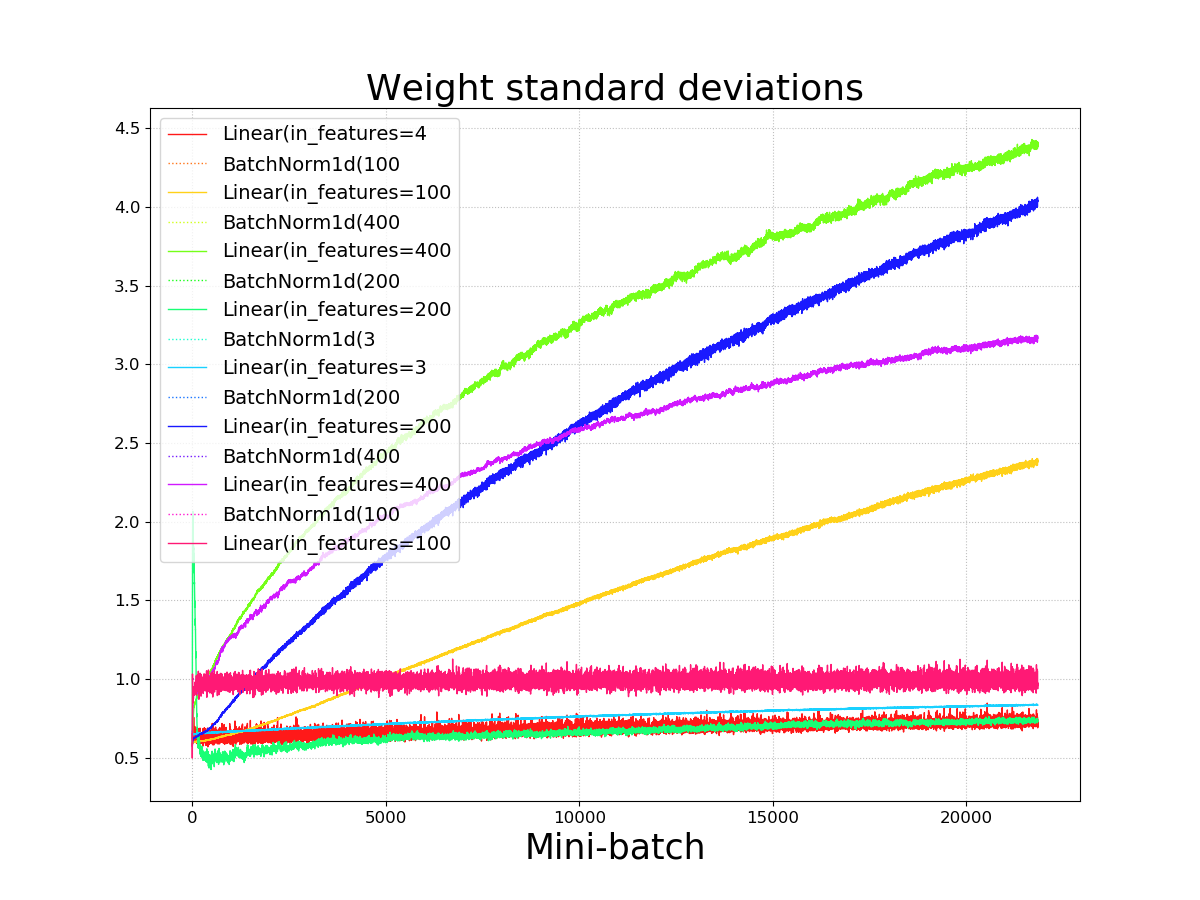 Weight standard deviations
4.5
4.0
3.5
3.0
2.5
2.0
1.5
1.0
0.5
Linear(in_features=4
BatchNorm1d(100
Linear(in_features=100
BatchNorm1d(400
Linear(in_features=400
BatchNorm1d(200
Linear(in_features=200
BatchNorm1d(3
Linear(in_features=3
BatchNorm1d(200
Linear(in_features=200
BatchNorm1d(400
Linear(in_features=400
BatchNorm1d(100
Linear(in_features=100
0 5000 10000 15000 20000
Mini-batch